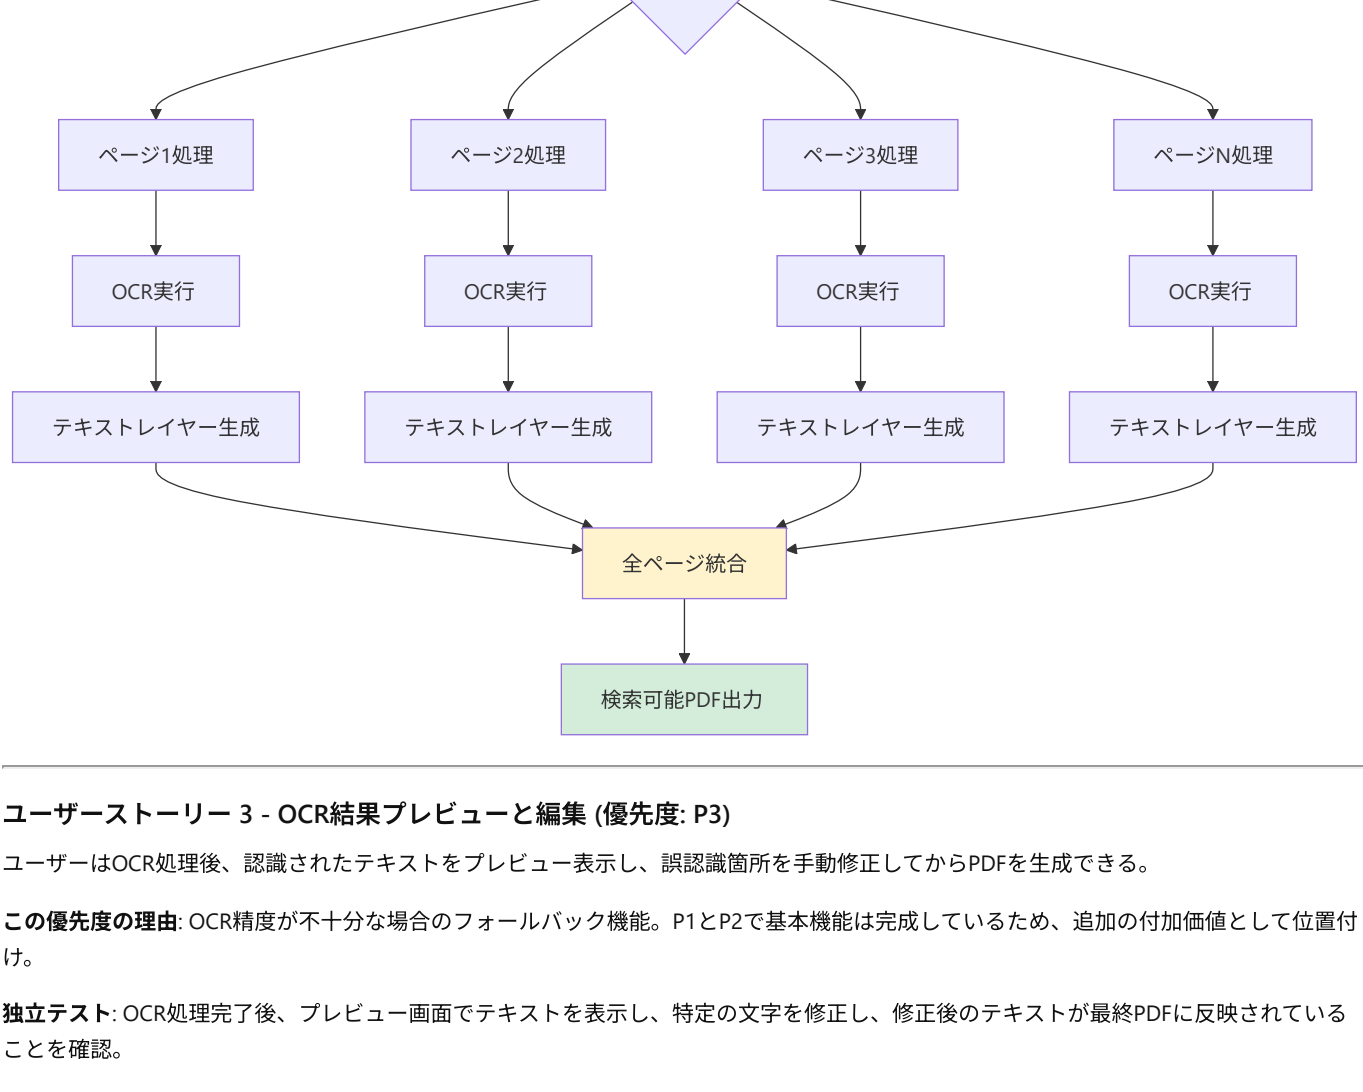 ページ1処理 ページ2処理 ページ3処理 ページN処理
OCR実行 OCR実行 OCR実行 OCR実行
テキストレイヤー生成 テキストレイヤー生成 テキストレイヤー生成 テキストレイヤー生成
全ページ統合
検索可能PDF出力
ユーザーストーリー 3 - OCR結果プレビューと編集 (優先度: P3)
ユーザーはOCR処理後、認識されたテキストをプレビュー表示し、誤認識箇所を手動修正してからPDFを生成できる。
この優先度の理由: OCR精度が不十分な場合のフォールバック機能。P1とP2で基本機能は完成しているため、追加の付加価値として位置付
け。
独立テスト: OCR処理完了後、プレビュー画面でテキストを表示し、特定の文字を修正し、修正後のテキストが最終PDFに反映されている
ことを確認。